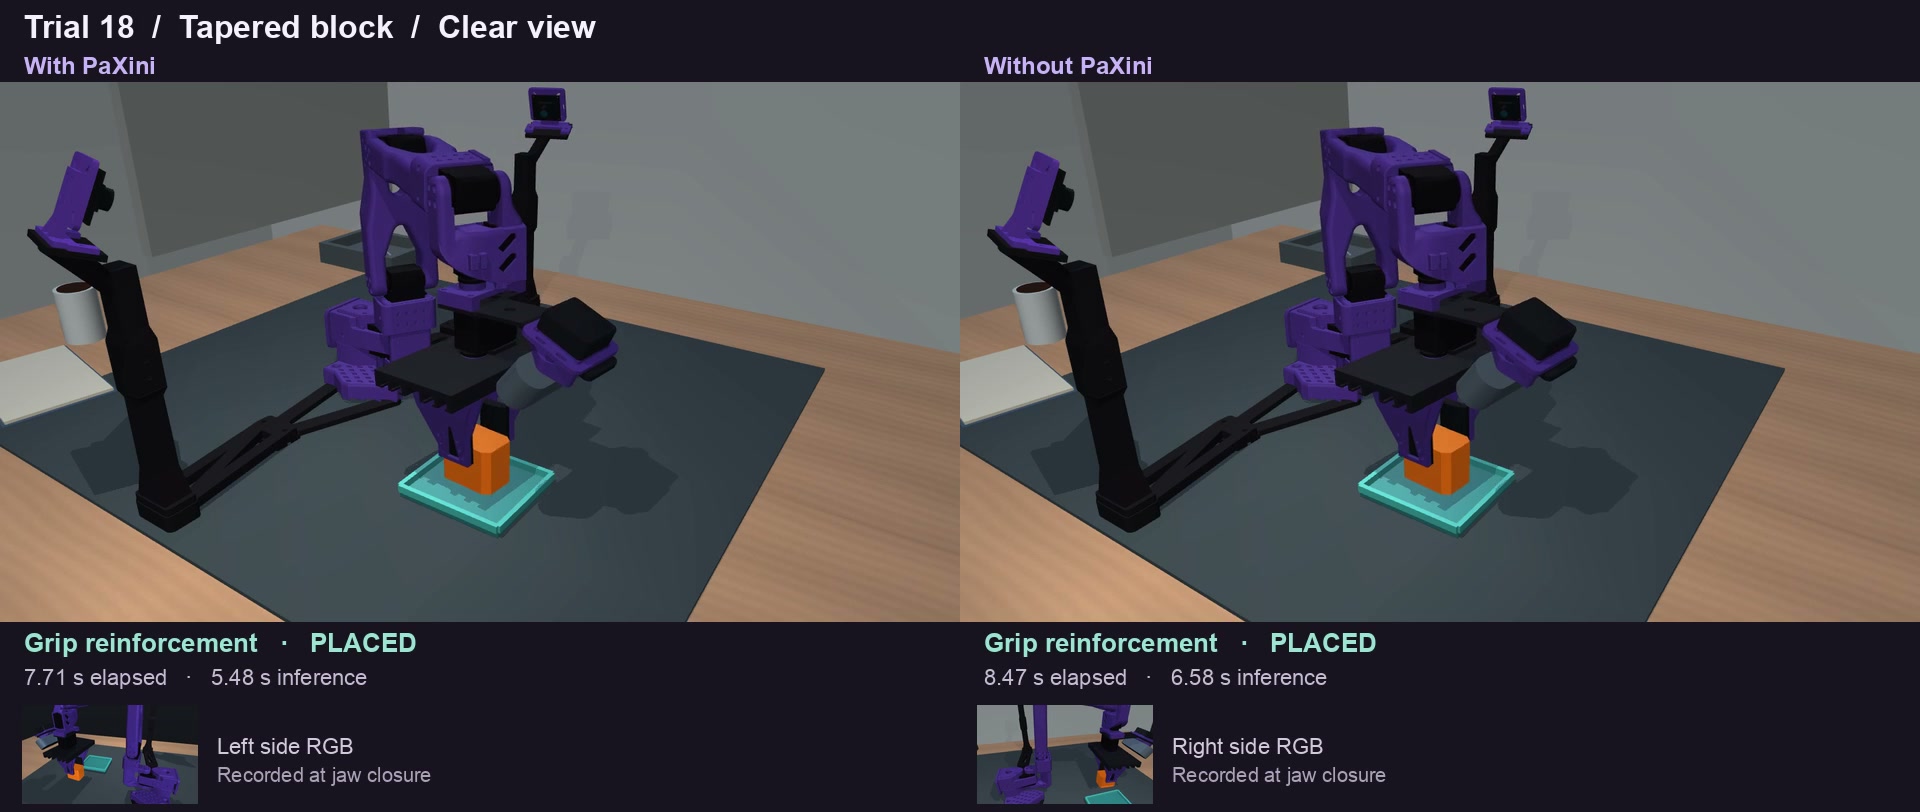 Trial 18 / Tapered block / Clear view
With PaXini
Without PaXini
Grip reinforcement · PLACED
7.71 s elapsed · 5.48 s inference
Grip reinforcement · PLACED
8.47 s elapsed · 6.58 s inference
Left side RGB
Recorded at jaw closure
Right side RGB
Recorded at jaw closure